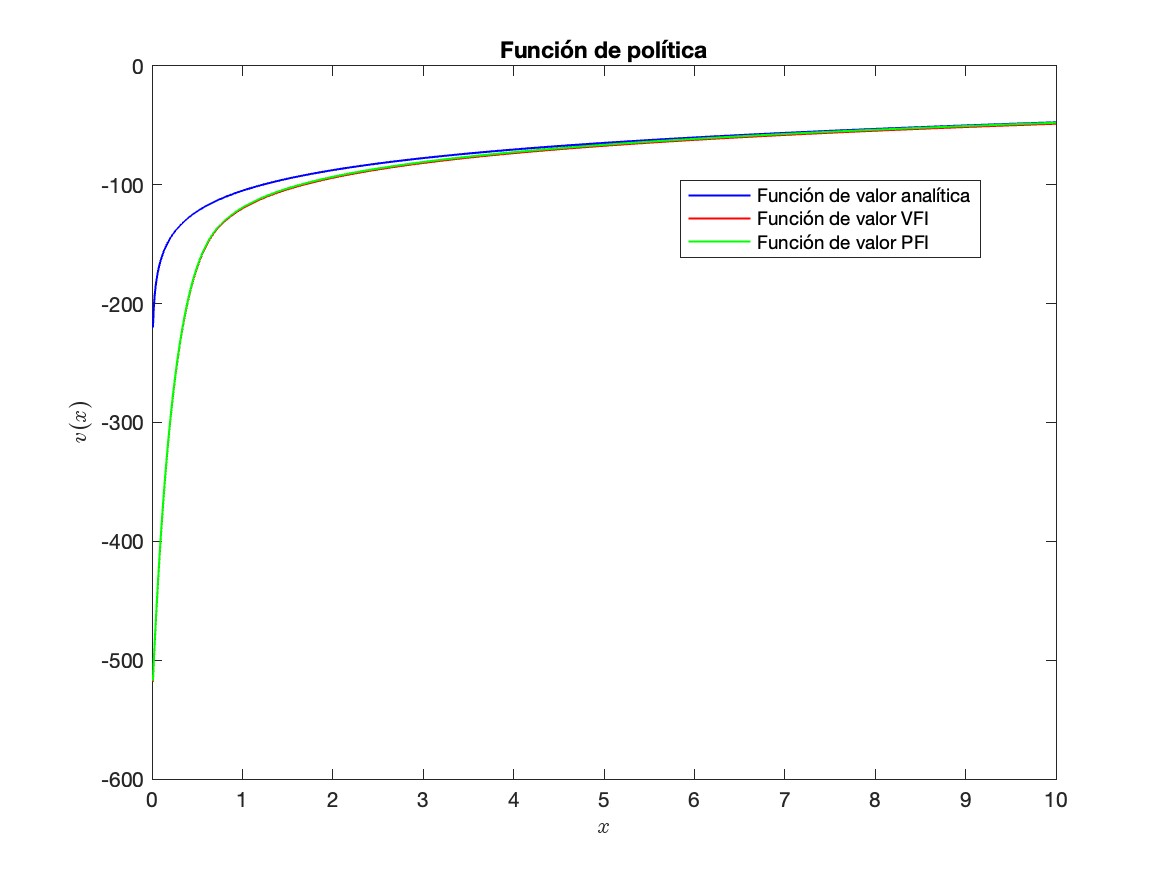 Función de política
0
-100
-200
-300
-400
-500
-600
v(x)
Función de valor analítica
Función de valor VFI
Función de valor PFI
0 1 2 3 4 5 6 7 8 9 10
x